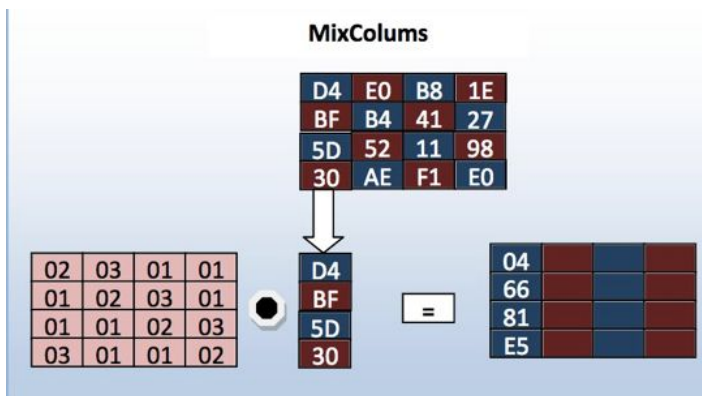 MixColums
D4 E0 B8 1E
BF B4 41 27
5D 52 11 98
30 AE F1 E0
02 03 01 01
01 02 03 01
01 01 02 03
03 01 01 02
D4
BF
5D
30
=
04
66
81
E5